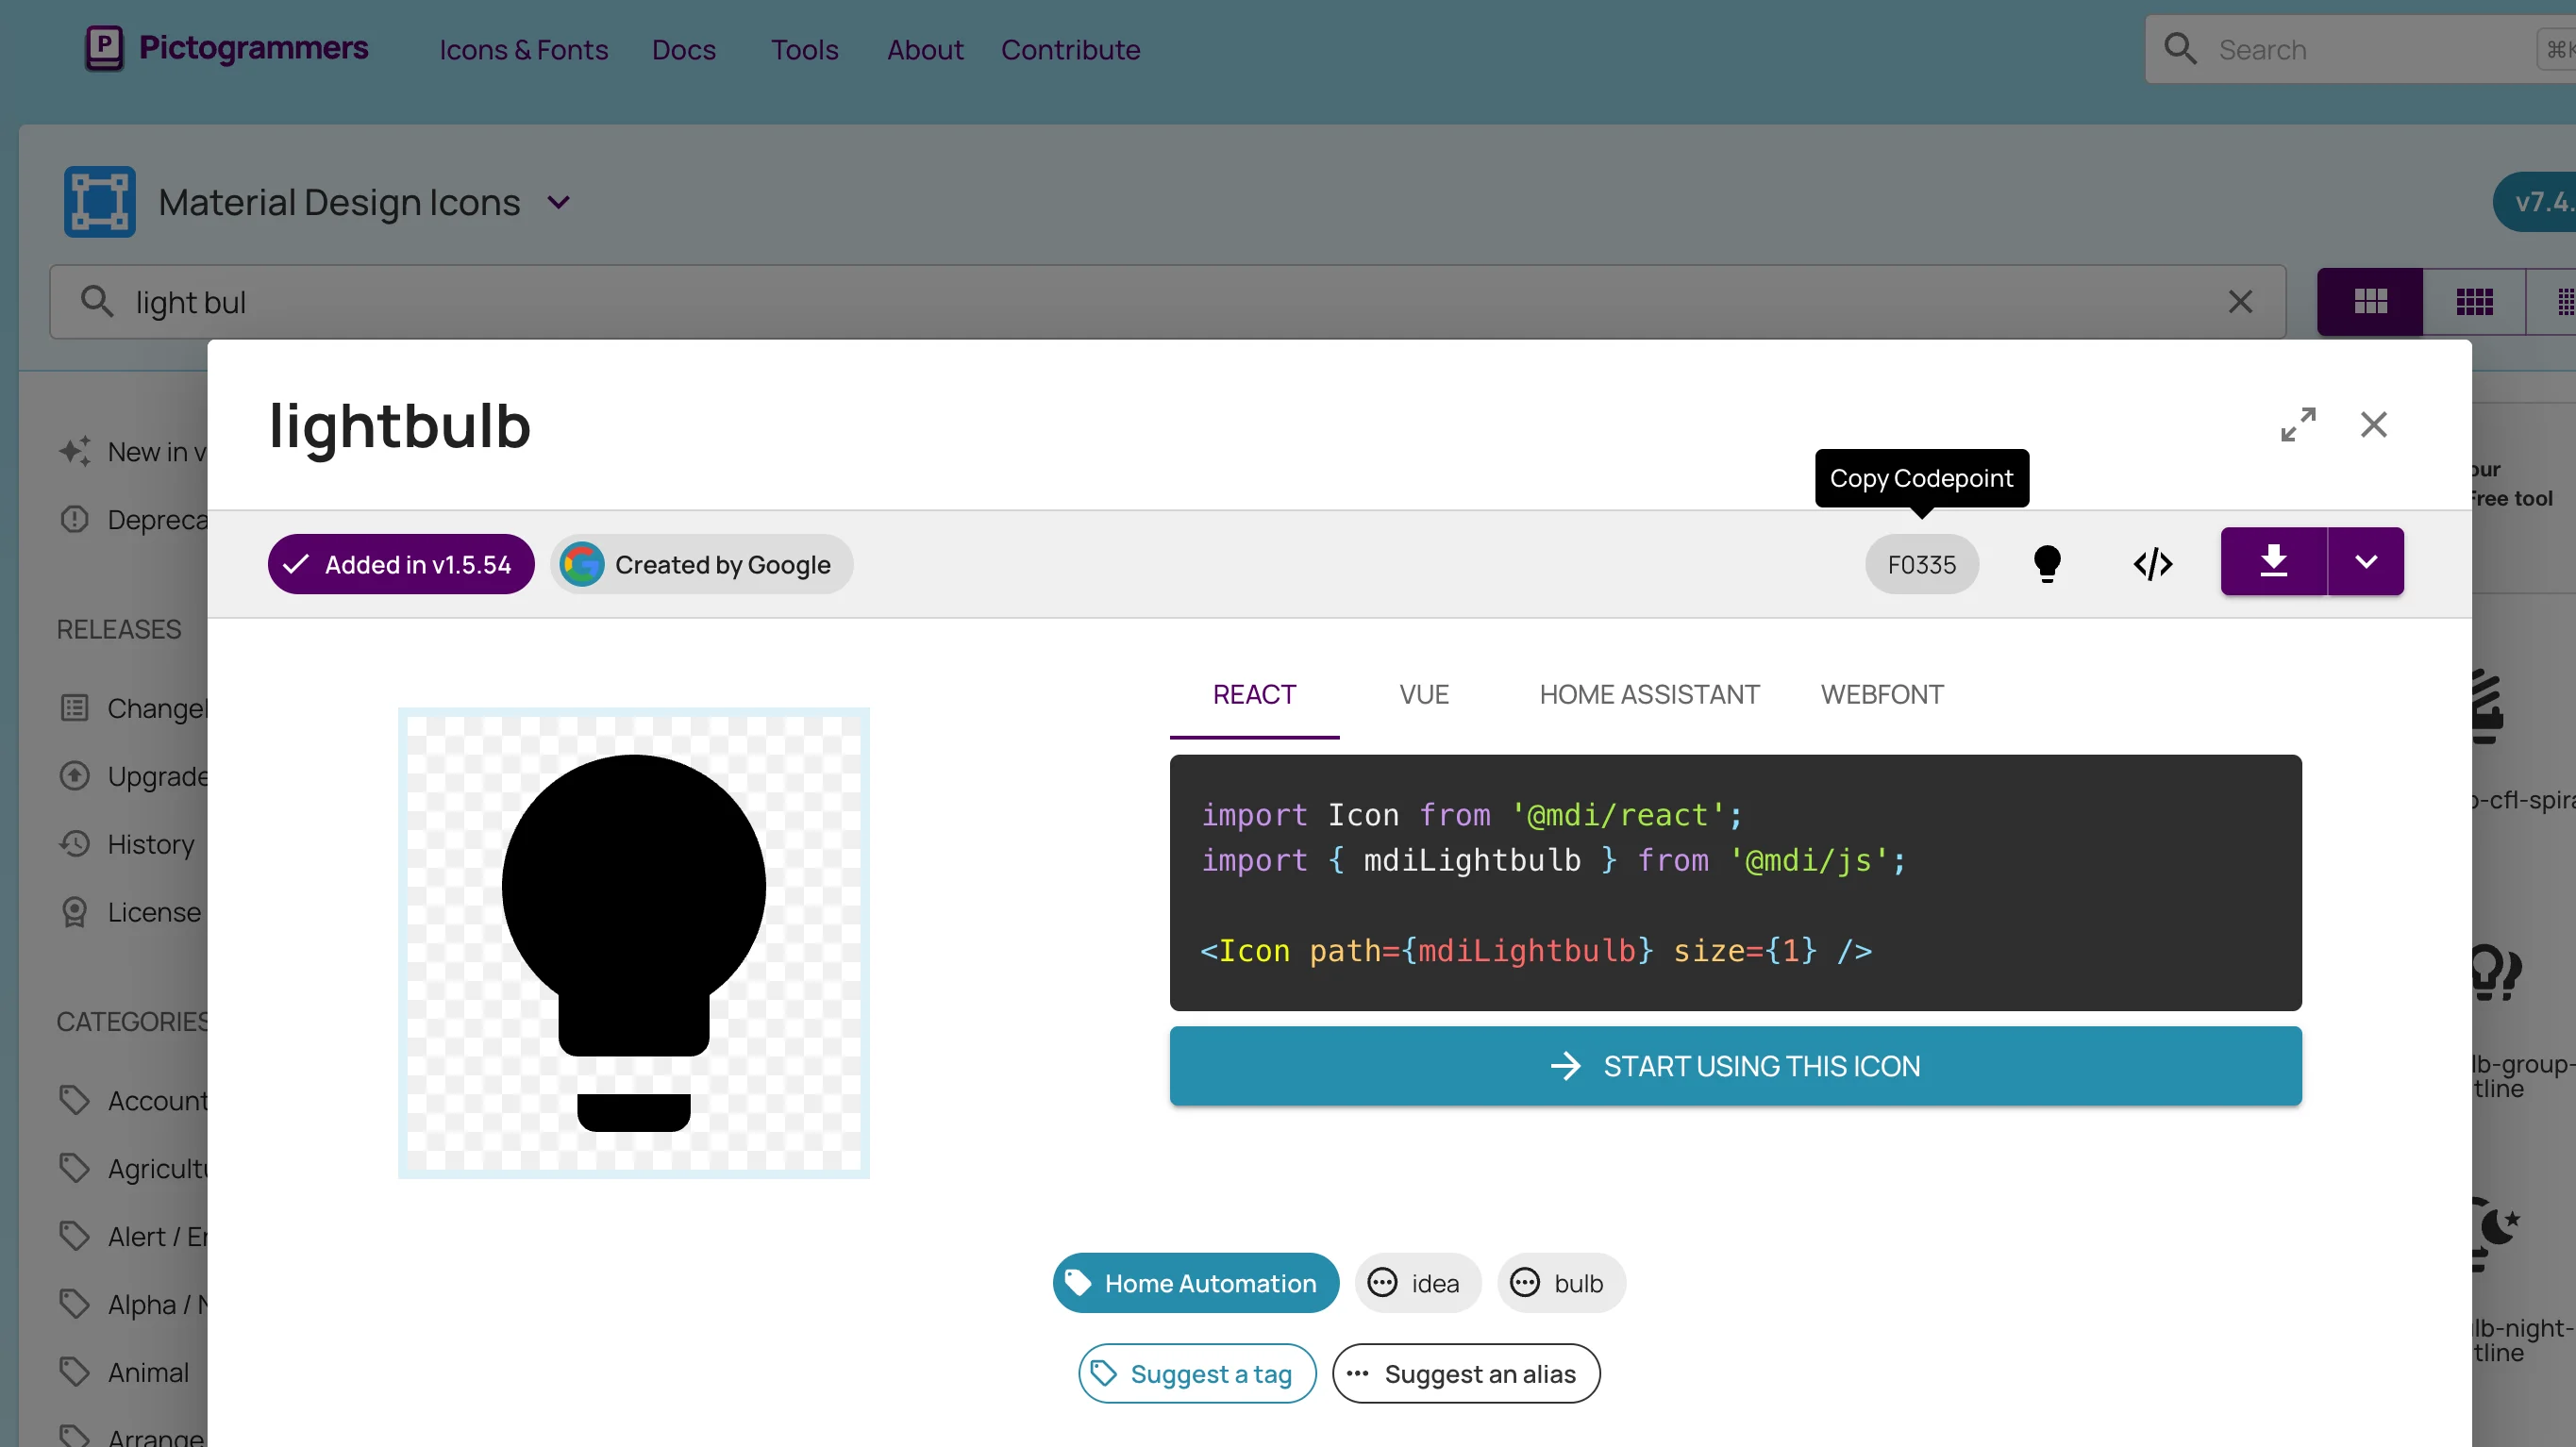 Pictogrammers
Icons & Fonts
Docs
Tools
About
Contribute
Search
Material Design Icons
v7.4.
light bul
New in v
Depreca
RELEASES
Changel
Upgrade
History
License
CATEGORIES
Account
Agricultu
Alert / Er
Alpha / N
Animal
Arrange
lightbulb
Copy Codepoint
Added in v1.5.54
Created by Google
F0335
REACT
VUE
HOME ASSISTANT
WEBFONT
import Icon from '@mdi/react';
import { mdiLightbulb } from '@mdi/js';
<Icon path={mdiLightbulb} size={1} />
START USING THIS ICON
Home Automation
idea
bulb
Suggest a tag
Suggest an alias
our
Free tool
b-cfl-spira
lb-group-
tline
lb-night-
tline